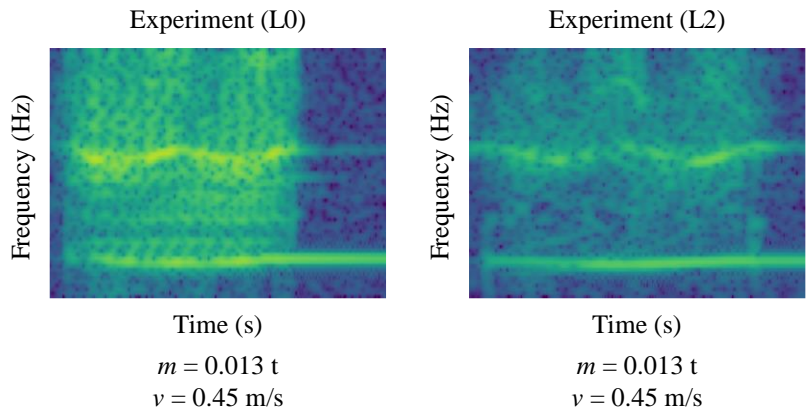 Experiment (L0)
Frequency (Hz)
Time (s)
m = 0.013 t
v = 0.45 m/s
Experiment (L2)
Frequency (Hz)
Time (s)
m = 0.013 t
v = 0.45 m/s